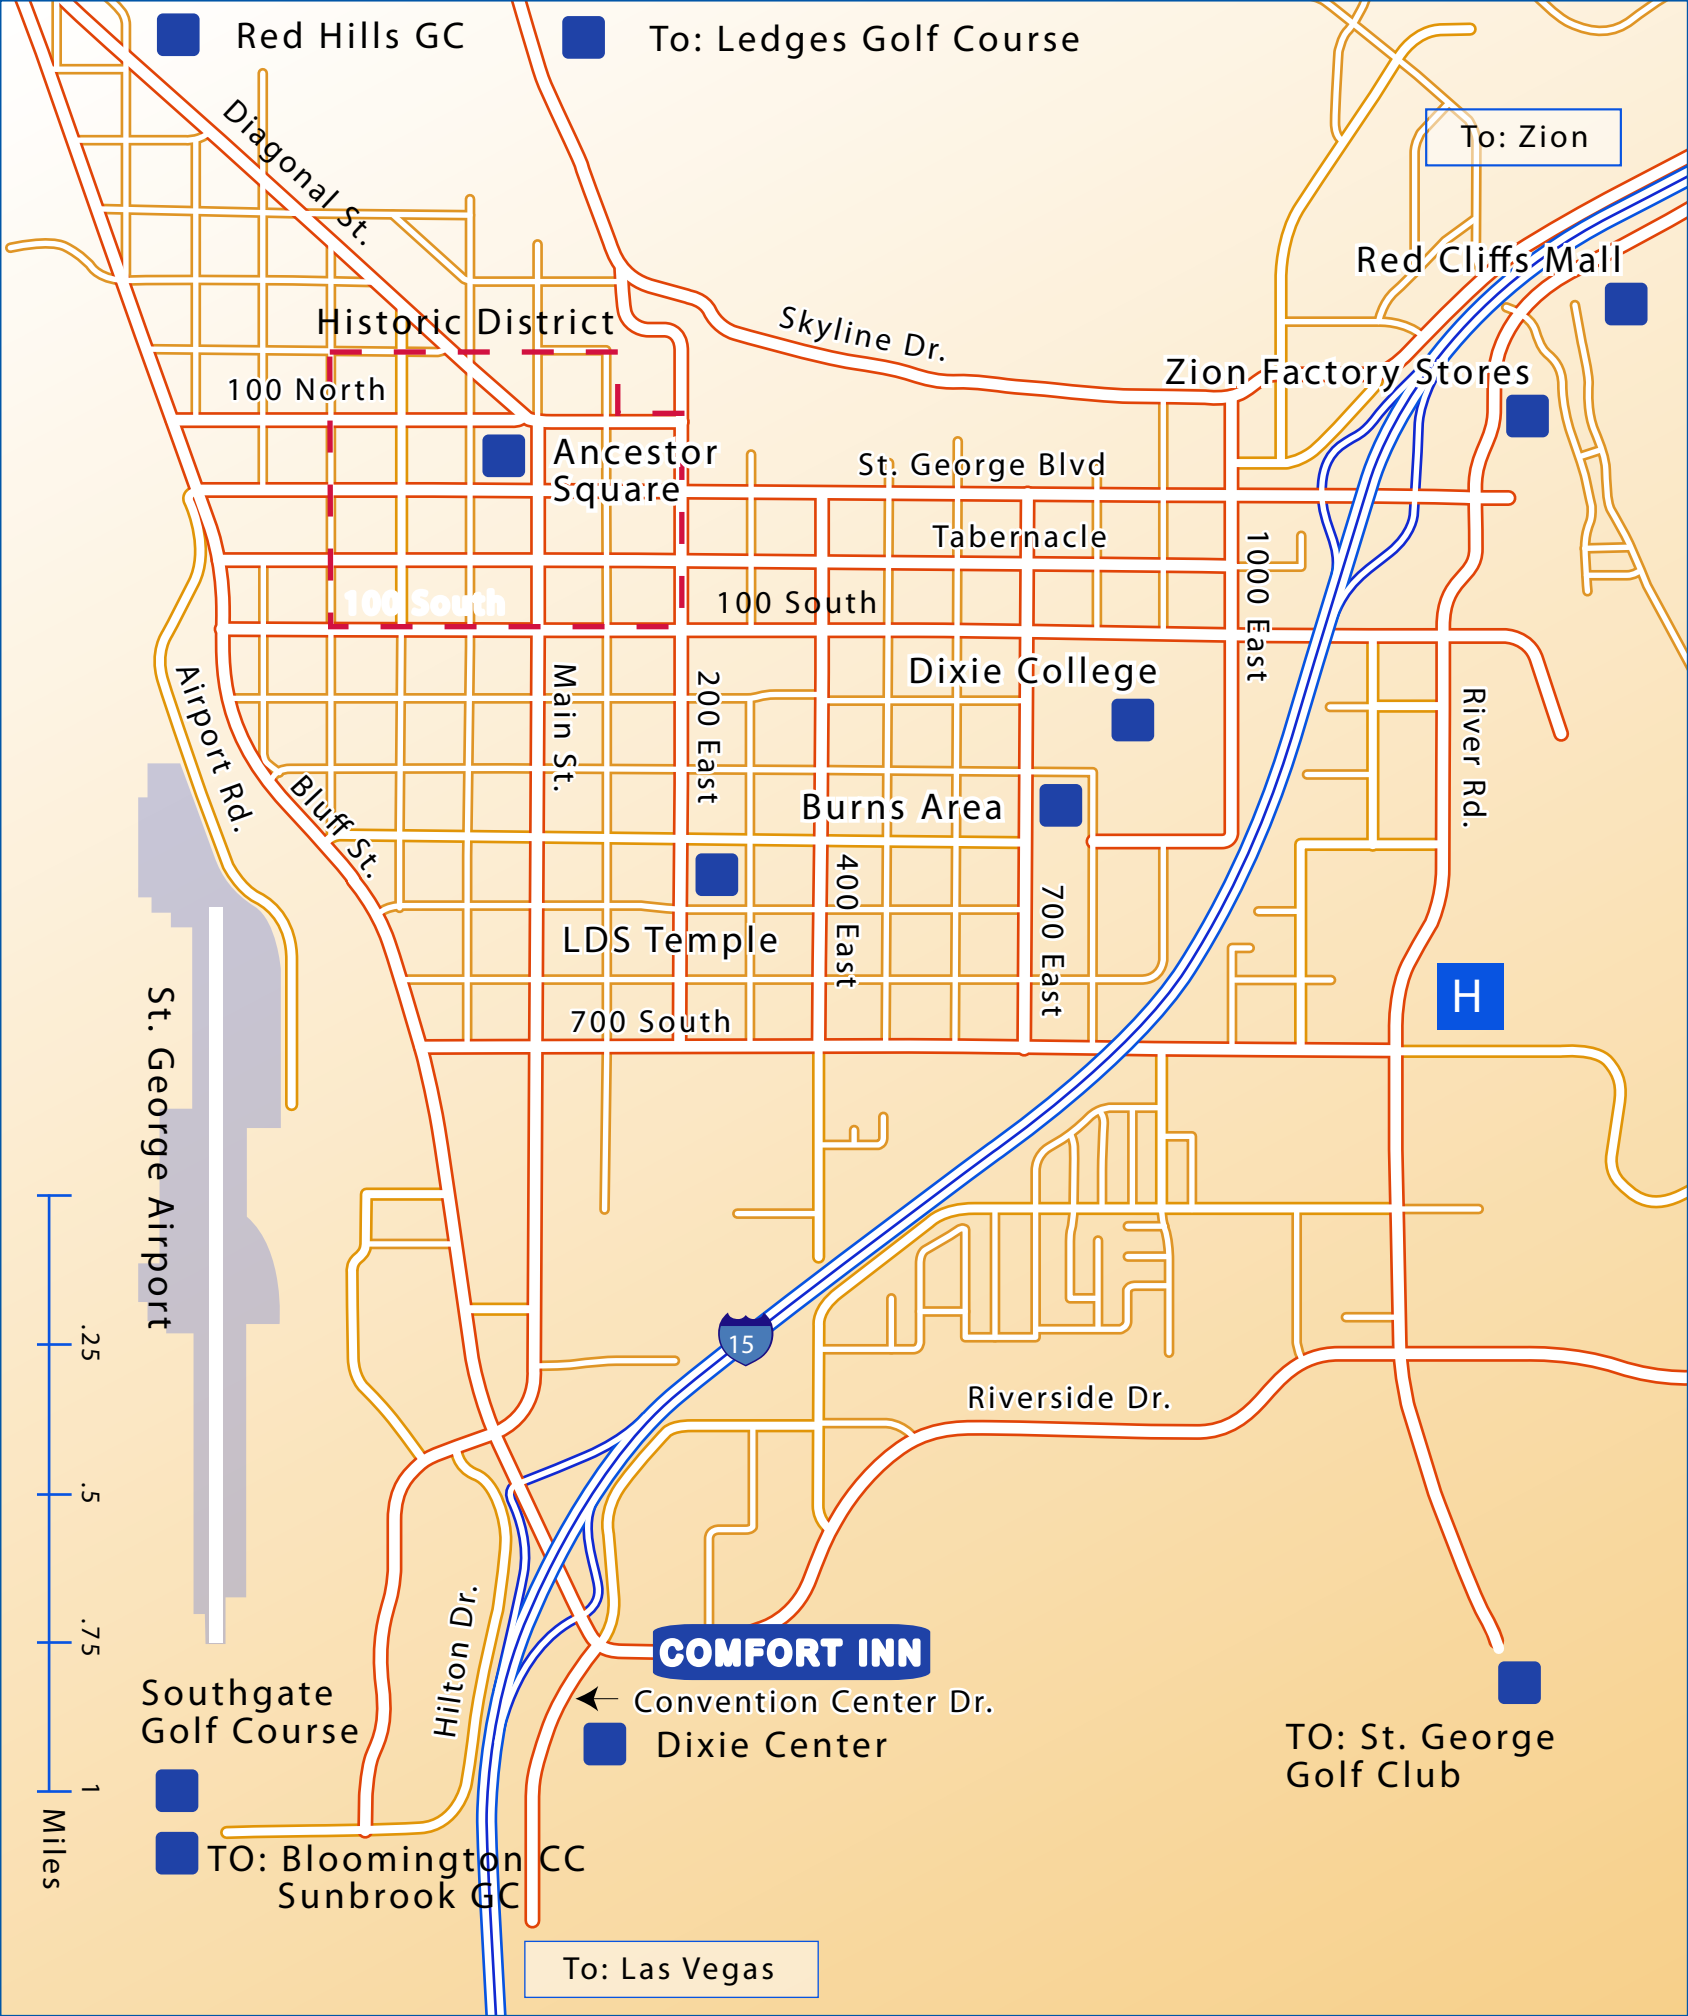 Red Hills GC
To: Ledges Golf Course
Diagonal St.
To: Zion
Red Cliffs Mall
Historic District
Skyline Dr.
Zion Factory Stores
100 North
Ancestor
Square
St. George Blvd
Tabernacle
1000 East
100 South
100 South
Dixie College
Airport Rd.
Main St.
200 East
River Rd.
Bluff St.
Burns Area
400 East
700 East
LDS Temple
H
St. George Airport
700 South
.25
15
Riverside Dr.
.5
Hilton Dr.
.75
COMFORT INN
Southgate
Golf Course
Convention Center Dr.
Dixie Center
TO: St. George
Golf Club
1
Miles
TO: Bloomington CC
Sunbrook GC
To: Las Vegas